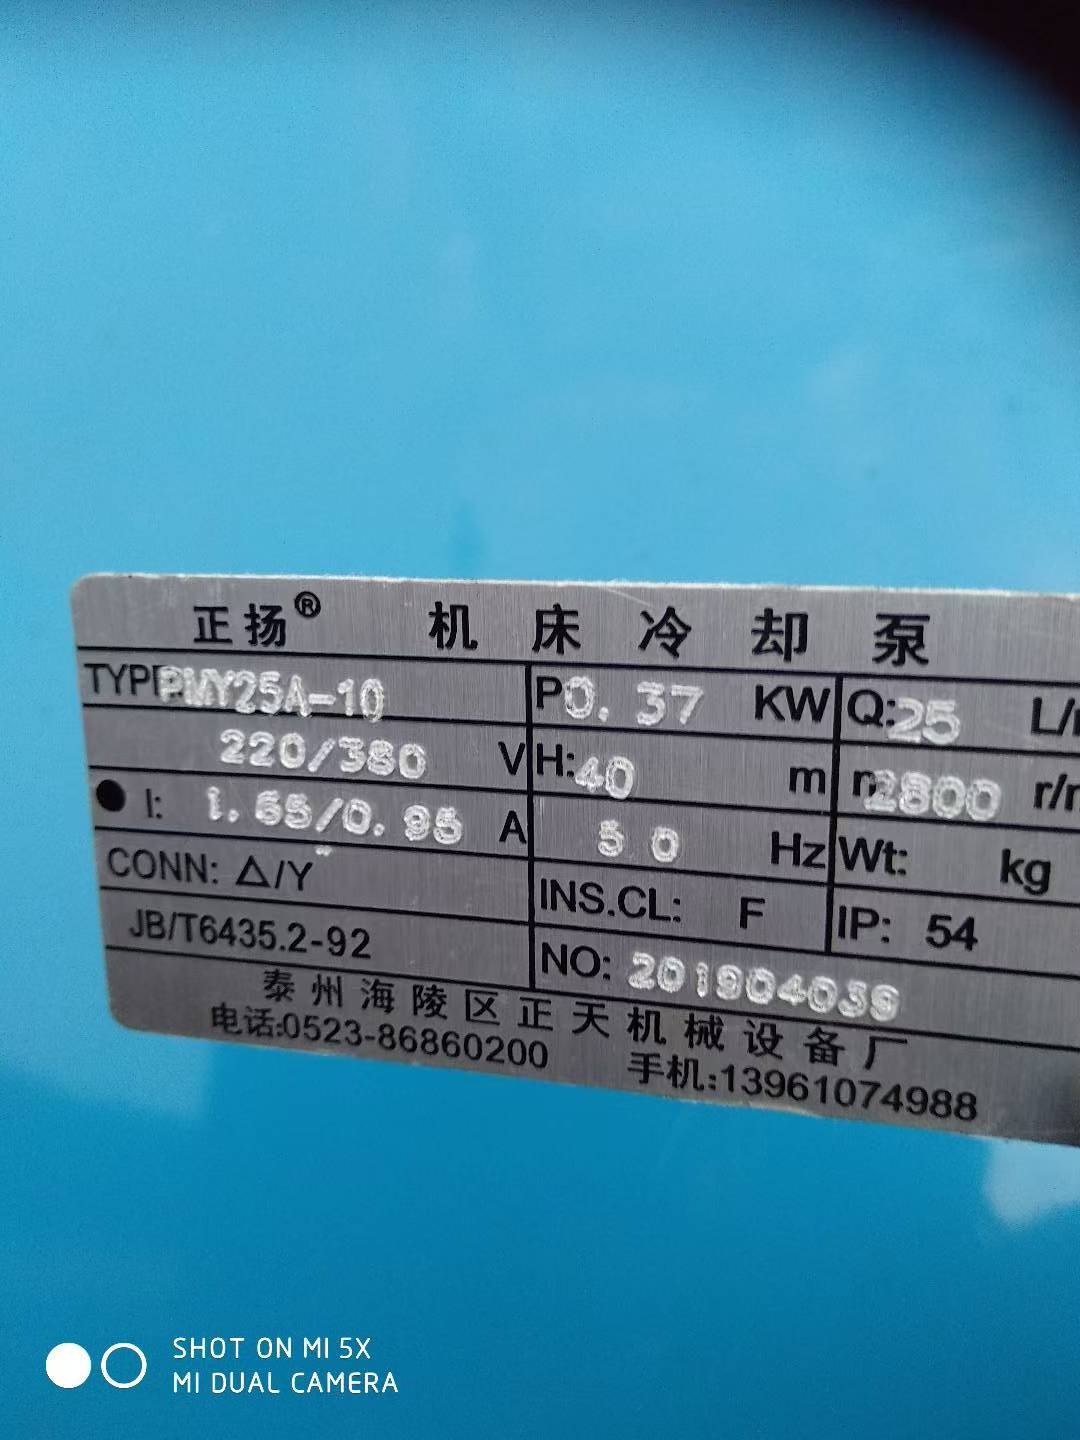 正扬® 机床冷却泵
TYPE PWY25A-10 P 0.37 KW Q: 25
220/380 V H: 40 m n: 2800
I: 1.65/0.95 A 50 Hz Wt: kg
CONN: △/Y INS.CL: F IP: 54
JB/T6435.2-92 NO: 201904039
泰州海陵区正天机械设备厂
电话:0523-86860200 手机:13961074988
SHOT ON MI 5X
MI DUAL CAMERA